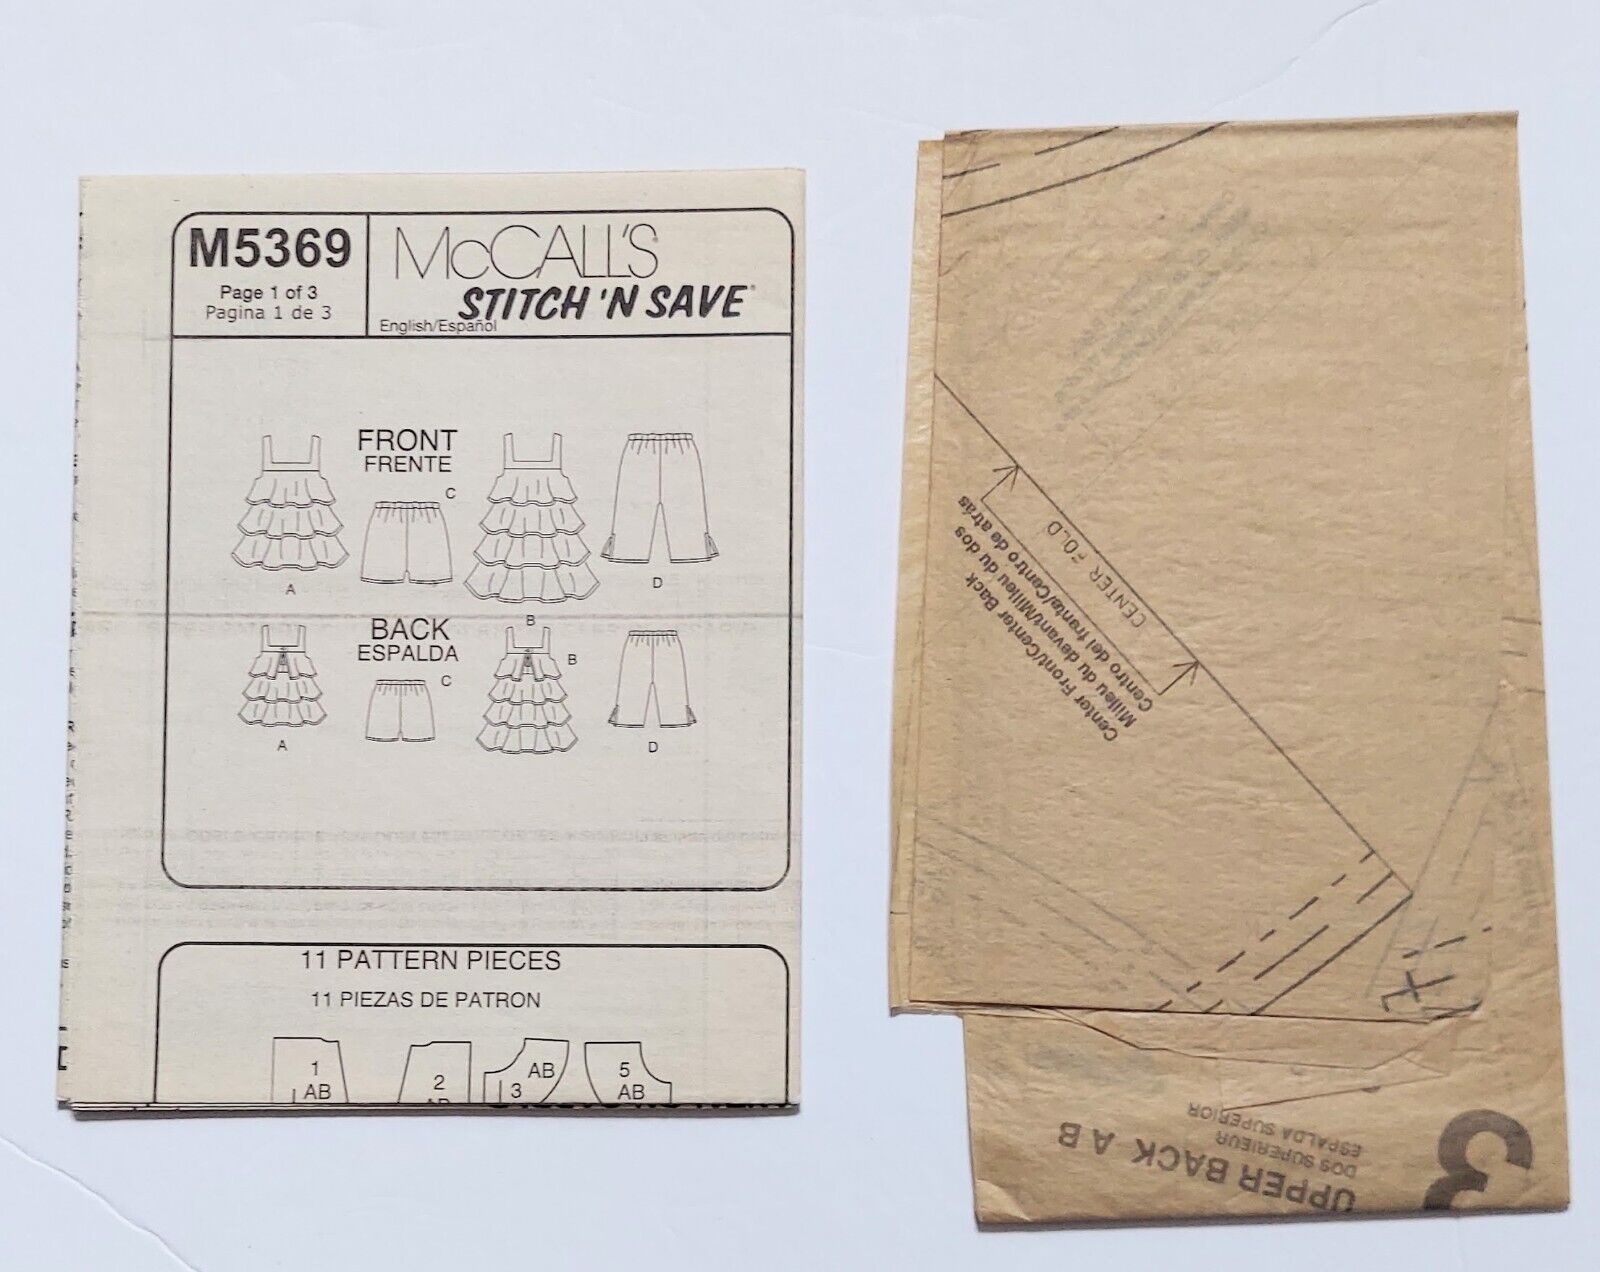 M5369
Page 1 of 3
Pagina 1 de 3
McCALL'S
STITCH 'N SAVE
English/Español
FRONT
FRENTE
A
C
B
D
BACK
ESPALDA
A
C
B
D
11 PATTERN PIECES
11 PIEZAS DE PATRON
1
AB
2
AB
3
AB
5
AB
CENTER FOLD
Center Front/Center Back
Milieu du devant/Milieu du dos
Centro del frente/Centro de atrás
3
UPPER BACK AB
DOS SUPERIEUR
ESPALDA SUPERIOR